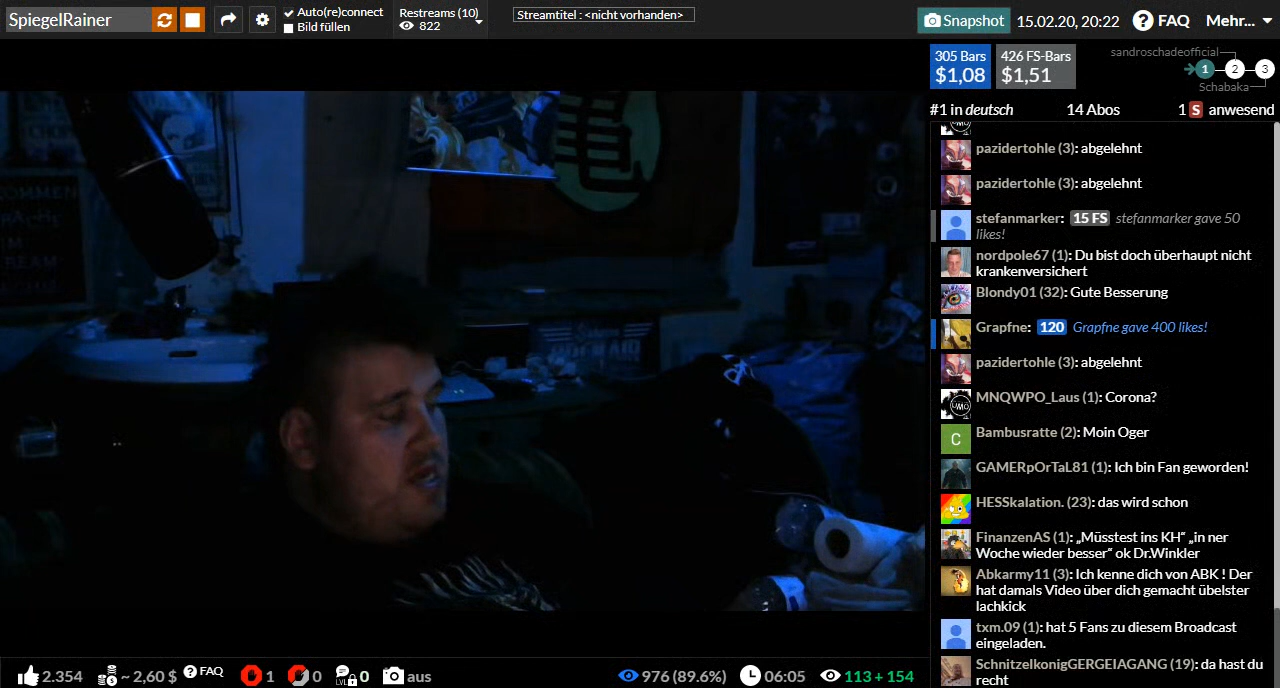 SpiegelRainer
Auto(re)connect
Bild füllen
Restreams (10)
822
Streamtitel : <nicht vorhanden>
Snapshot
15.02.20, 20:22
FAQ
Mehr...
305 Bars
$1,08
426 FS-Bars
$1,51
sandroschadeofficial
1
2
3
Schabaka
#1 in deutsch
14 Abos
1 S anwesend
pazidertohle (3): abgelehnt
pazidertohle (3): abgelehnt
stefanmarker: 15 FS stefanmarker gave 50
likes!
nordpole67 (1): Du bist doch überhaupt nicht
krankenversichert
Blondy01 (32): Gute Besserung
Grapfne: 120 Grapfne gave 400 likes!
pazidertohle (3): abgelehnt
MNQWPO_Laus (1): Corona?
C
Bambusratte (2): Moin Oger
GAMERpOrTaL81 (1): Ich bin Fan geworden!
HESSkalation. (23): das wird schon
FinanzenAS (1): „Müsstest ins KH“ „in ner
Woche wieder besser“ ok Dr.Winkler
Abkarmy11 (3): Ich kenne dich von ABK ! Der
hat damals Video über dich gemacht übelster
lachkick
txm.09 (1): hat 5 Fans zu diesem Broadcast
eingeladen.
SchnitzelkonigGERGEIAGANG (19): da hast du
recht
2.354
~ 2,60 $
FAQ
1
0
LVL
0
aus
976 (89.6%)
06:05
113 + 154